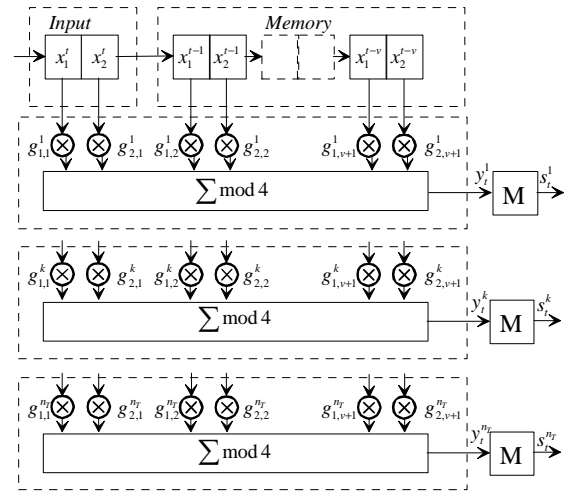 Input Memory
x_1^t x_2^t x_1^{t-1} x_2^{t-1} x_1^{t-v} x_2^{t-v}
g_{1,1}^1 g_{2,1}^1 g_{1,2}^1 g_{2,2}^1 g_{1,v+1}^1 g_{2,v+1}^1
∑ mod 4 y_t^1 M s_t^1
g_{1,1}^k g_{2,1}^k g_{1,2}^k g_{2,2}^k g_{1,v+1}^k g_{2,v+1}^k
∑ mod 4 y_t^k M s_t^k
g_{1,1}^{n_T} g_{2,1}^{n_T} g_{1,2}^{n_T} g_{2,2}^{n_T} g_{1,v+1}^{n_T} g_{2,v+1}^{n_T}
∑ mod 4 y_t^{n_T} M s_t^{n_T}